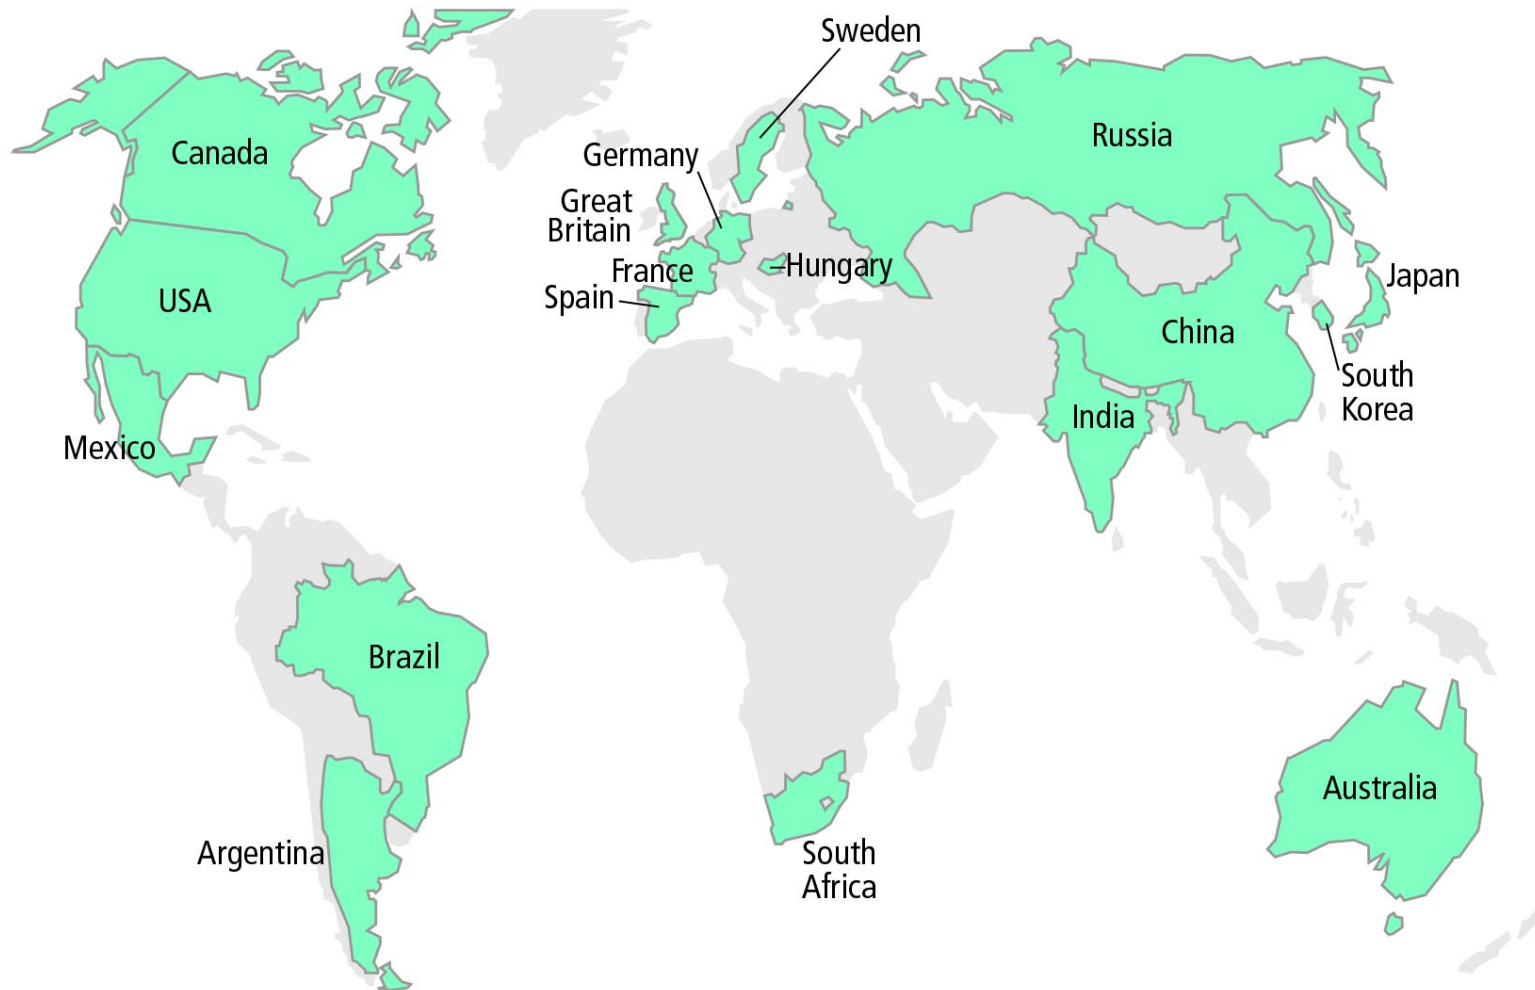 Sweden
Canada
Russia
Germany
Great
Britain
France
Hungary
Spain
USA
Japan
China
South
Korea
India
Mexico
Brazil
Australia
Argentina
South
Africa